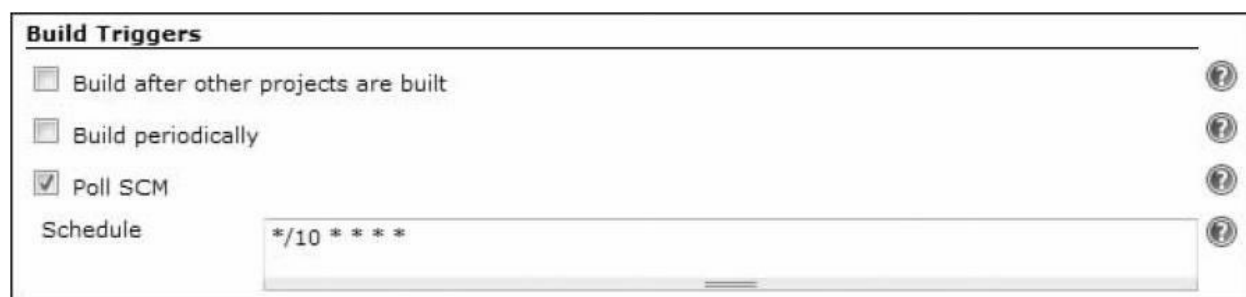 Build Triggers
Build after other projects are built
Build periodically
Poll SCM
Schedule */10 * * * *